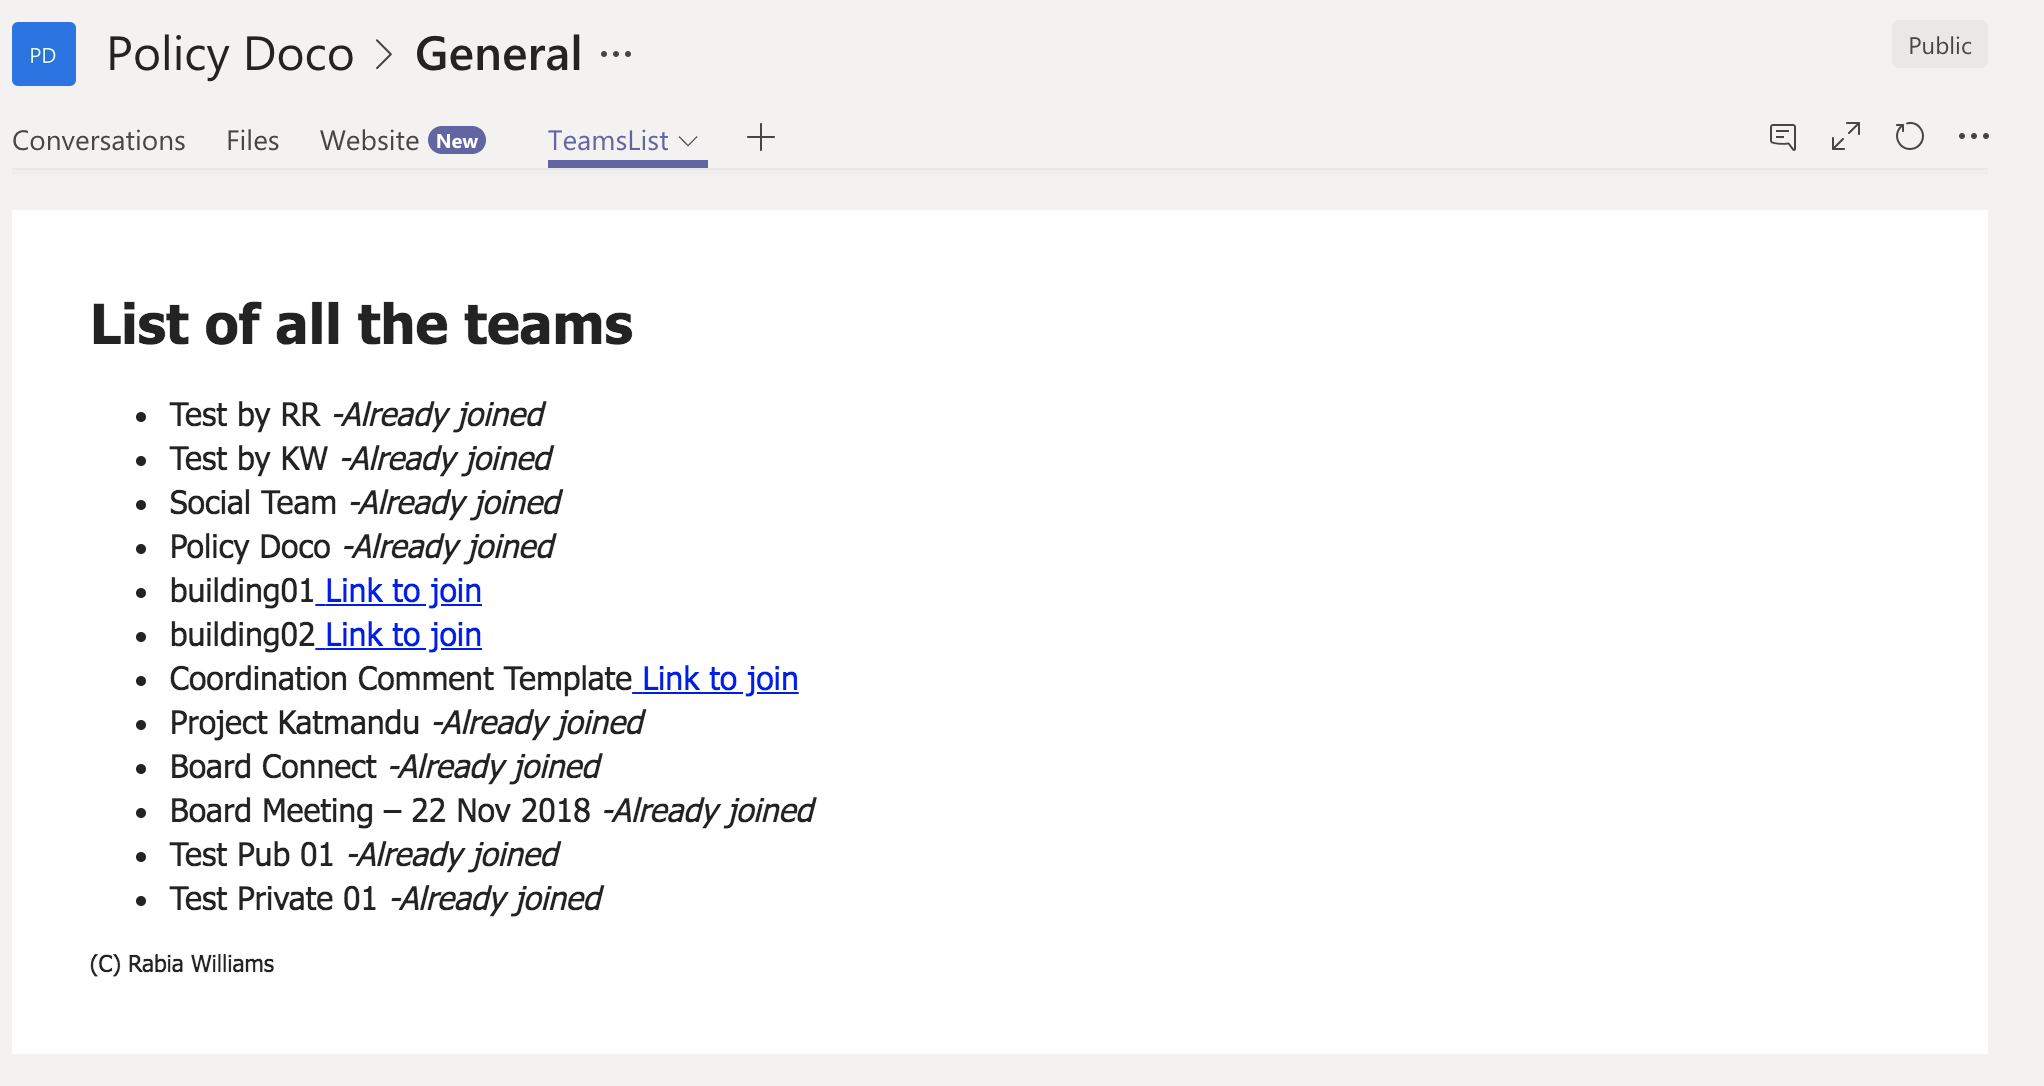 PD Policy Doco > General ...
Public
Conversations Files Website New TeamsList
List of all the teams
• Test by RR -Already joined
• Test by KW -Already joined
• Social Team -Already joined
• Policy Doco -Already joined
• building01 Link to join
• building02 Link to join
• Coordination Comment Template Link to join
• Project Katmandu -Already joined
• Board Connect -Already joined
• Board Meeting – 22 Nov 2018 -Already joined
• Test Pub 01 -Already joined
• Test Private 01 -Already joined
(C) Rabia Williams